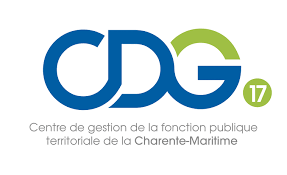 CDG
17
Centre de gestion de la fonction publique
territoriale de la Charente-Maritime